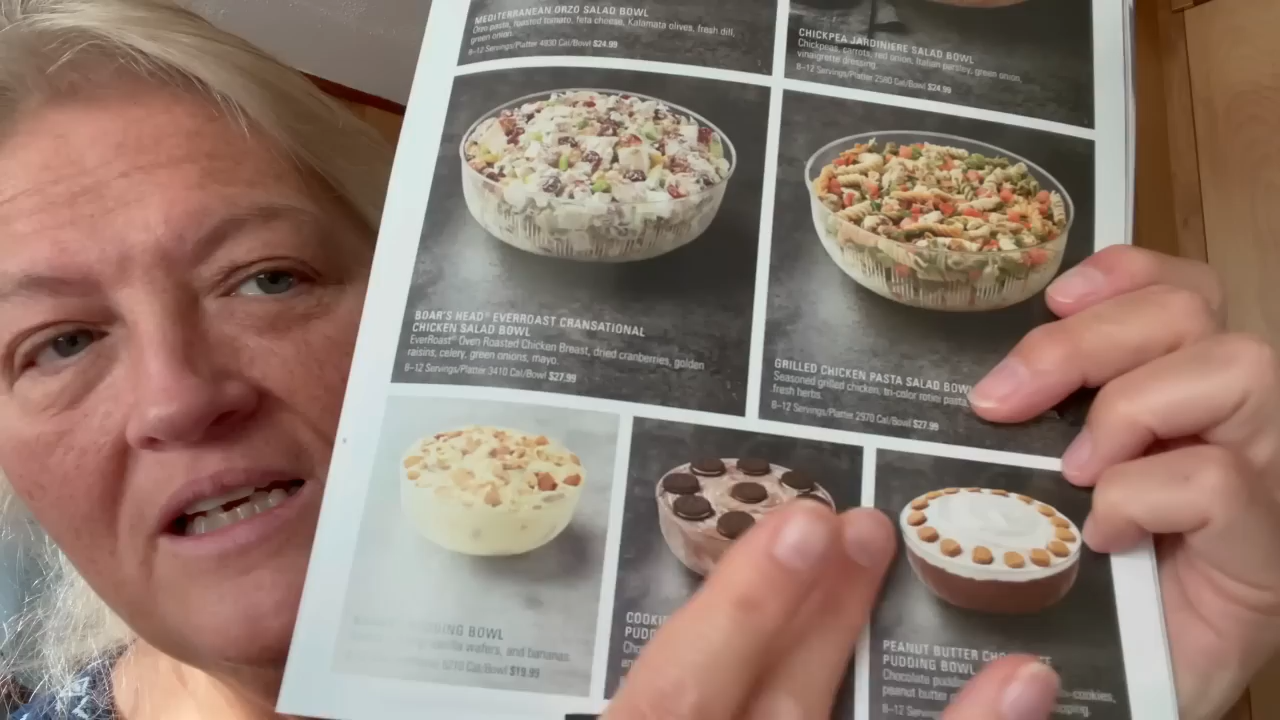 MEDITERRANEAN ORZO SALAD BOWL
Orzo pasta, roasted tomato, feta cheese, Kalamata olives, fresh dill,
green onion.
8-12 Servings/Platter 4930 Cal/Bowl $24.99
CHICKPEA JARDINIERE SALAD BOWL
Chickpeas, carrots, red onion, Italian parsley, green onion,
vinaigrette dressing.
8-12 Servings/Platter 2580 Cal/Bowl $24.99
BOAR'S HEAD® EVERROAST CRANSATIONAL
CHICKEN SALAD BOWL
EverRoast® Oven Roasted Chicken Breast, dried cranberries, golden
raisins, celery, green onions, mayo.
8-12 Servings/Platter 3410 Cal/Bowl $27.99
GRILLED CHICKEN PASTA SALAD BOWL
Seasoned grilled chicken, tri-color rotini pasta,
fresh herbs.
8-12 Servings/Platter 2970 Cal/Bowl $27.99
BOWL
wafers, and bananas.
5210 Cal/Bowl $19.99
COOKIE
PUDD
Cho
an
PEANUT BUTTER
PUDDING BOWL
Chocolate pudding
cookies,
peanut butter
8-12 Servings